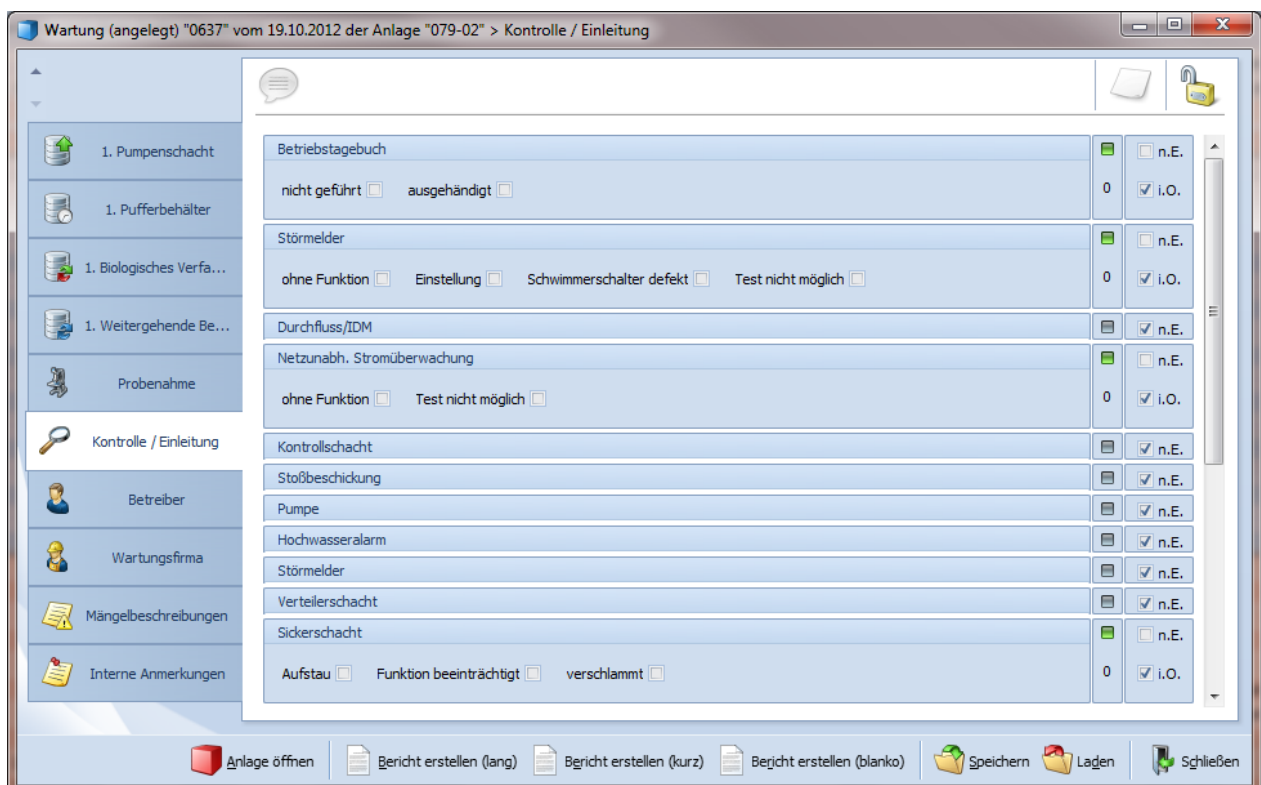 Wartung (angelegt) "0637" vom 19.10.2012 der Anlage "079-02" > Kontrolle / Einleitung
1. Pumpenschacht
1. Pufferbehälter
1. Biologisches Verfa...
1. Weitergehende Be...
Probenahme
Kontrolle / Einleitung
Betreiber
Wartungsfirma
Mängelbeschreibungen
Interne Anmerkungen
Betriebstagebuch n.E.
nicht geführt ausgehändigt 0 i.O.
Störmelder n.E.
ohne Funktion Einstellung Schwimmerschalter defekt Test nicht möglich 0 i.O.
Durchfluss/IDM n.E.
Netzunabh. Stromüberwachung n.E.
ohne Funktion Test nicht möglich 0 i.O.
Kontrollschacht n.E.
Stoßbeschickung n.E.
Pumpe n.E.
Hochwasseralarm n.E.
Störmelder n.E.
Verteilerschacht n.E.
Sickerschacht n.E.
Aufstau Funktion beeinträchtigt verschlammt 0 i.O.
Anlage öffnen Bericht erstellen (lang) Bericht erstellen (kurz) Bericht erstellen (blanko) Speichern Laden Schließen